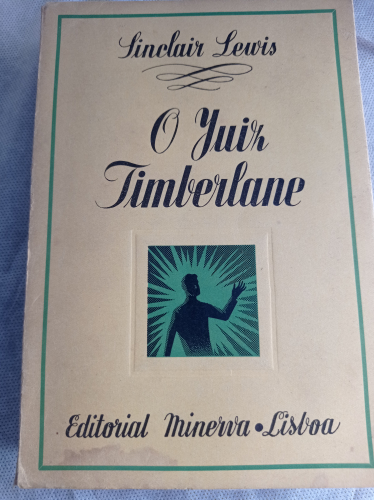 Sinclair Lewis
O Juiz
Timberlane
Editorial Minerva • Lisboa